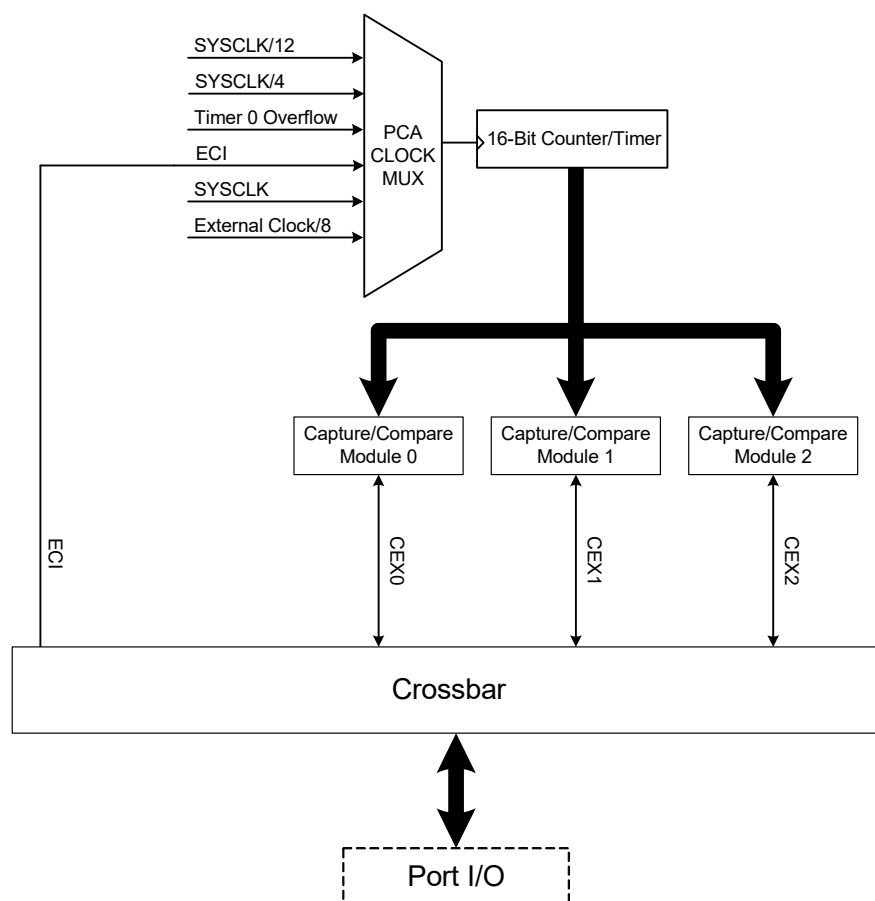 SYSCLK/12
SYSCLK/4
Timer 0 Overflow
ECI
SYSCLK
External Clock/8
PCA
CLOCK
MUX
16-Bit Counter/Timer
Capture/Compare
Module 0
Capture/Compare
Module 1
Capture/Compare
Module 2
ECI
CEX0
CEX1
CEX2
Crossbar
Port I/O